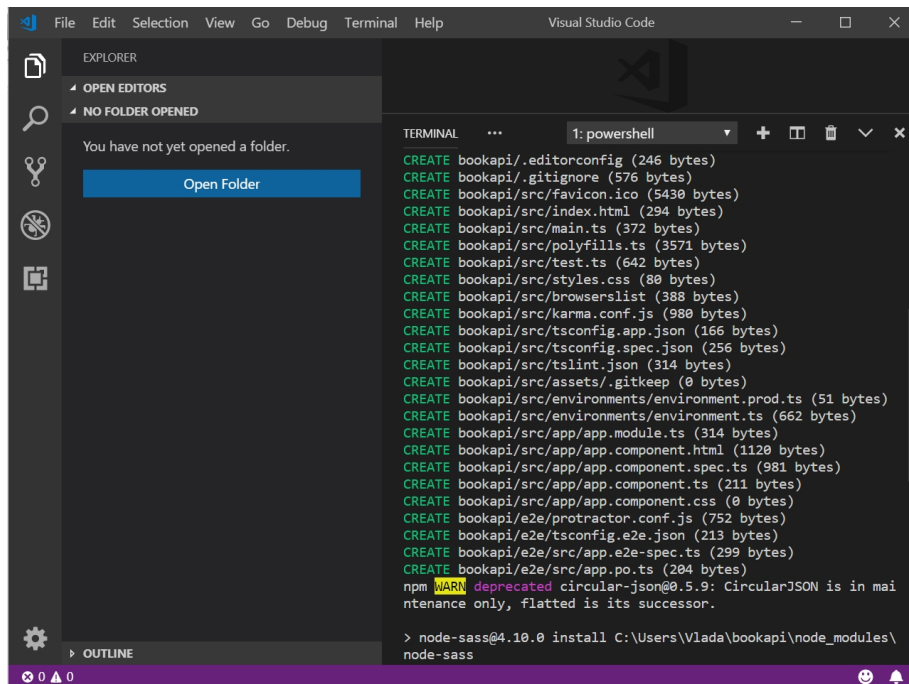 File Edit Selection View Go Debug Terminal Help Visual Studio Code
EXPLORER
OPEN EDITORS
NO FOLDER OPENED
You have not yet opened a folder.
Open Folder
OUTLINE
TERMINAL ... 1: powershell
CREATE bookapi/.editorconfig (246 bytes)
CREATE bookapi/.gitignore (576 bytes)
CREATE bookapi/src/favicon.ico (5430 bytes)
CREATE bookapi/src/index.html (294 bytes)
CREATE bookapi/src/main.ts (372 bytes)
CREATE bookapi/src/polyfills.ts (3571 bytes)
CREATE bookapi/src/test.ts (642 bytes)
CREATE bookapi/src/styles.css (80 bytes)
CREATE bookapi/src/browserslist (388 bytes)
CREATE bookapi/src/karma.conf.js (980 bytes)
CREATE bookapi/src/tsconfig.app.json (166 bytes)
CREATE bookapi/src/tsconfig.spec.json (256 bytes)
CREATE bookapi/src/tslint.json (314 bytes)
CREATE bookapi/src/assets/.gitkeep (0 bytes)
CREATE bookapi/src/environments/environment.prod.ts (51 bytes)
CREATE bookapi/src/environments/environment.ts (662 bytes)
CREATE bookapi/src/app/app.module.ts (314 bytes)
CREATE bookapi/src/app/app.component.html (1120 bytes)
CREATE bookapi/src/app/app.component.spec.ts (981 bytes)
CREATE bookapi/src/app/app.component.ts (211 bytes)
CREATE bookapi/src/app/app.component.css (0 bytes)
CREATE bookapi/e2e/protractor.conf.js (752 bytes)
CREATE bookapi/e2e/tsconfig.e2e.json (213 bytes)
CREATE bookapi/e2e/src/app.e2e-spec.ts (299 bytes)
CREATE bookapi/e2e/src/app.po.ts (204 bytes)
npm WARN deprecated circular-json@0.5.9: CircularJSON is in mai
ntenance only, flatted is its successor.
> node-sass@4.10.0 install C:\Users\Vlada\bookapi\node_modules\
node-sass
0 0